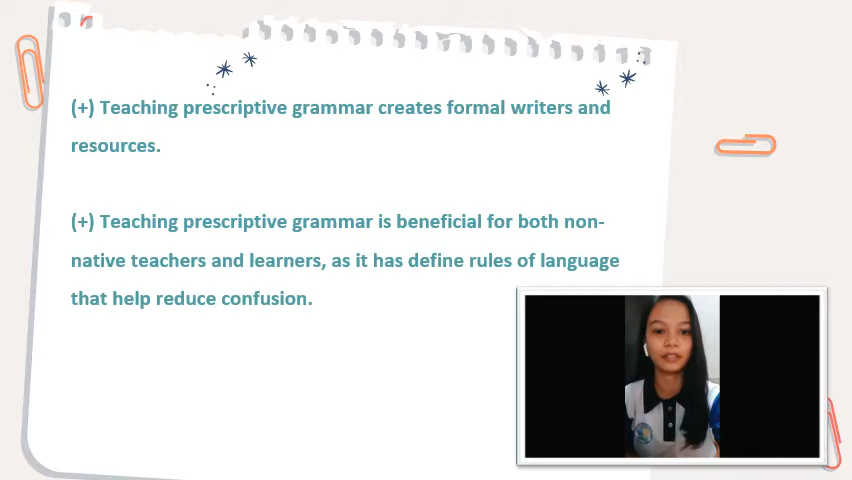 (+) Teaching prescriptive grammar creates formal writers and
resources.
(+) Teaching prescriptive grammar is beneficial for both non-
native teachers and learners, as it has define rules of language
that help reduce confusion.